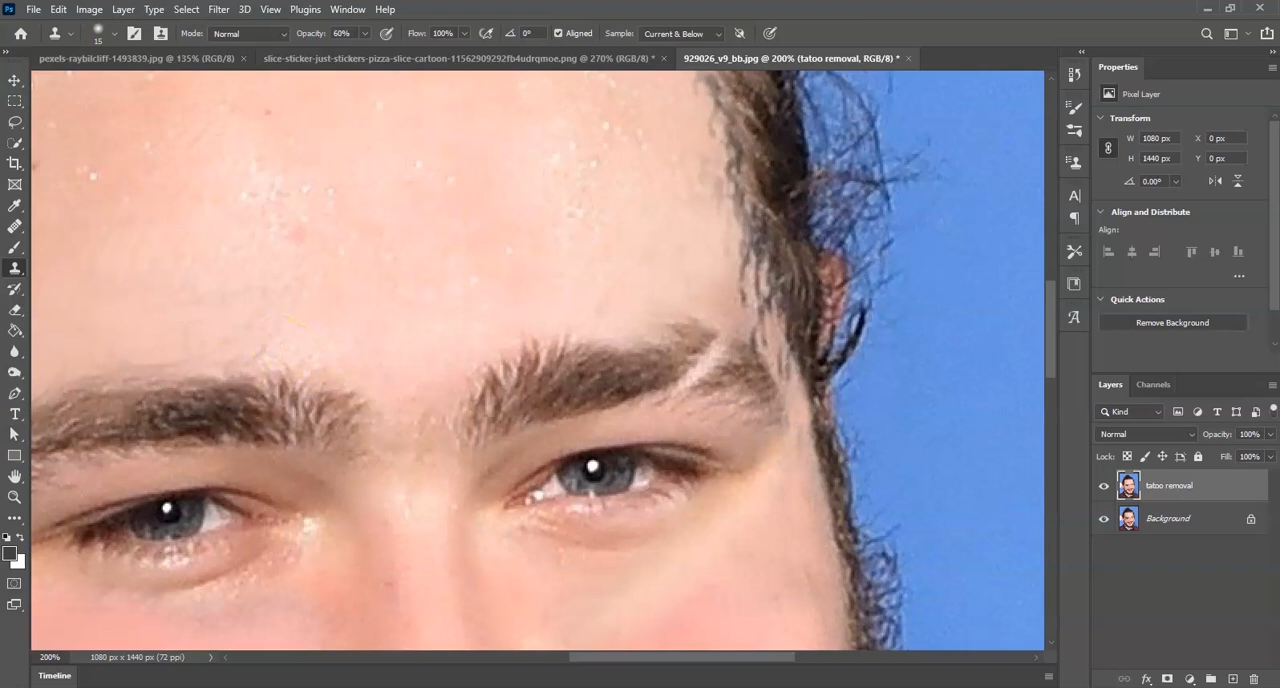 Ps File Edit Image Layer Type Select Filter 3D View Plugins Window Help
15 Mode: Normal Opacity: 60% Flow: 100% 0° Aligned Sample: Current & Below
pexels-raybilcliff-1493839.jpg @ 135% (RGB/8) × slice-sticker-just-stickers-pizza-slice-cartoon-11562909292fb4udrqmoe.png @ 270% (RGB/8) * × 929026_v9_bb.jpg @ 200% (tatoo removal, RGB/8) * ×
Properties
Pixel Layer
Transform
W 1080 px X 0 px
H 1440 px Y 0 px
0.00°
Align and Distribute
Align:
Quick Actions
Remove Background
Layers Channels
Kind
Normal Opacity: 100%
Lock: Fill: 100%
tatoo removal
Background
200% 1080 px x 1440 px (72 ppi)
Timeline